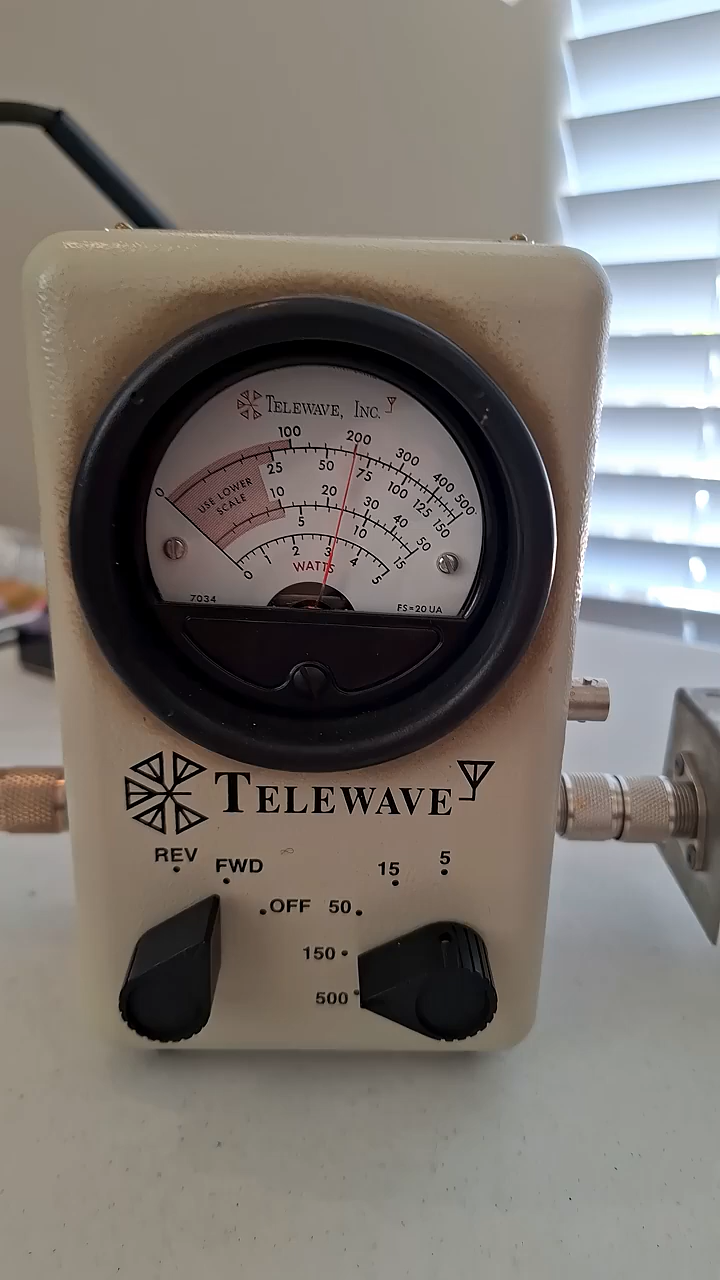 TELEWAVE, INC.
0 100 200 300 400 500
25 50 75 100 125 150
USE LOWER
SCALE
10 20 30 40 50
5 10 15
0 1 2 3 4 5
WATTS
7034
FS=20 UA
TELEWAVE
REV FWD OFF
5
15
50
150
500